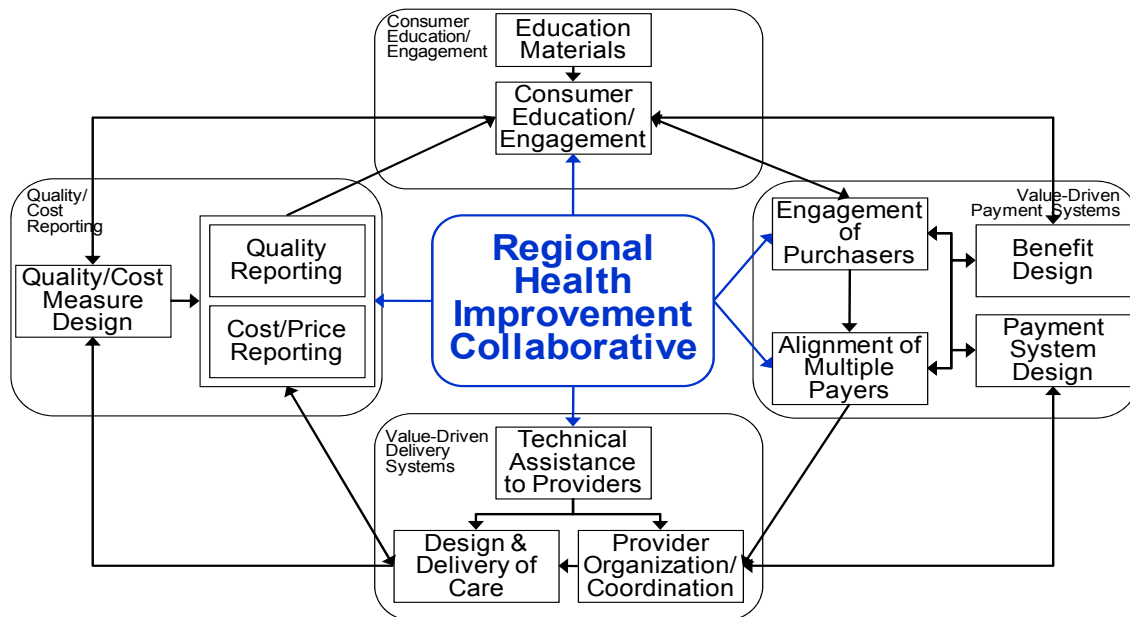 Consumer
Education/
Engagement
Education
Materials
Consumer
Education/
Engagement
Quality/
Cost
Reporting
Quality/Cost
Measure
Design
Quality
Reporting
Cost/Price
Reporting
Regional
Health
Improvement
Collaborative
Value-Driven
Payment Systems
Engagement
of
Purchasers
Benefit
Design
Alignment of
Multiple
Payers
Payment
System
Design
Value-Driven
Delivery
Systems
Technical
Assistance
to Providers
Design &
Delivery of
Care
Provider
Organization/
Coordination